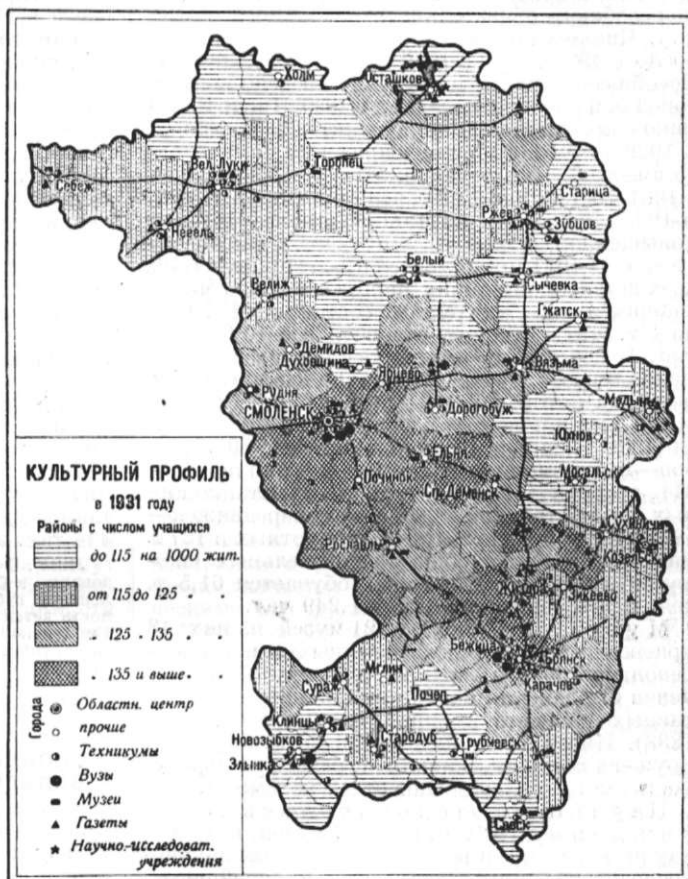 Холм
Осташков
Вел. Луки
Торопец
Себеж
Невель
Старица
Ржев
Зубцов
Белый
Сычевка
Велиж
Гжатск
Демидов
Духовщина
Ярцево
Вязьма
Рудня
СМОЛЕНСК
Дорогобуж
Медынь
Юхнов
Ельня
Починок
Сп. Деменск
Мосальск
Сухиничи
Рославль
Козельск
Жиздра
Зикеево
Бежица
Брянск
Карачев
Мглин
Сураж
Почеп
Клинцы
Новозыбков
Стародуб
Трубчевск
Злынка
Севск
КУЛЬТУРНЫЙ ПРОФИЛЬ
в 1931 году
Районы с числом учащихся
до 115 на 1000 жит.
от 115 до 125 " "
" 125 " 135 " "
" 135 и выше " "
Города
Областн. центр
прочие
Техникумы
Вузы
Музеи
Газеты
Научно-исследоват.
учреждения